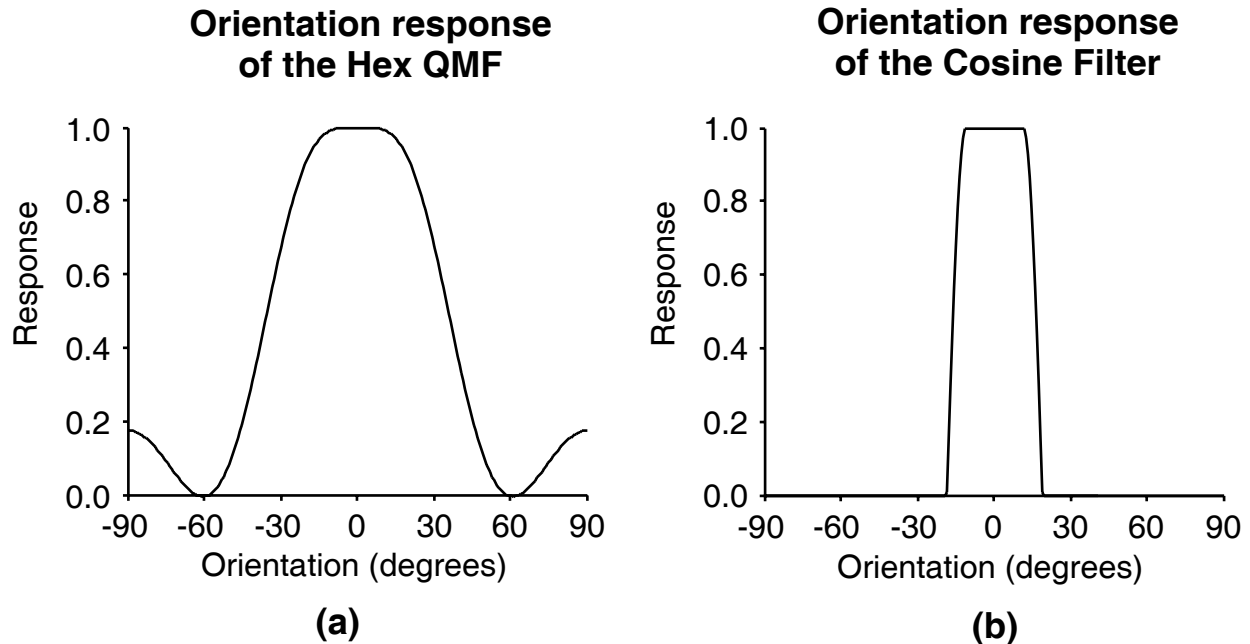 Orientation response
of the Hex QMF
1.0
0.8
0.6
0.4
0.2
0.0
Response
-90 -60 -30 0 30 60 90
Orientation (degrees)
(a)
Orientation response
of the Cosine Filter
1.0
0.8
0.6
0.4
0.2
0.0
Response
-90 -60 -30 0 30 60 90
Orientation (degrees)
(b)